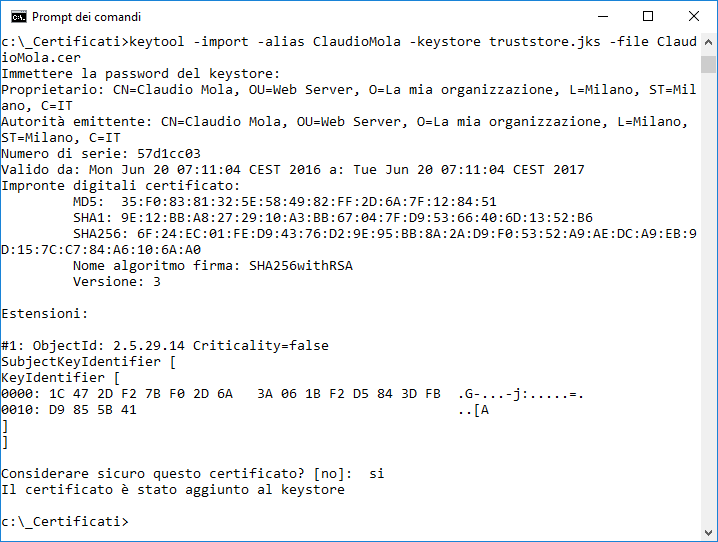 Prompt dei comandi
c:\_Certificati>keytool -import -alias ClaudioMola -keystore truststore.jks -file Claud
ioMola.cer
Immettere la password del keystore:
Proprietario: CN=Claudio Mola, OU=Web Server, O=La mia organizzazione, L=Milano, ST=Mil
ano, C=IT
Autorità emittente: CN=Claudio Mola, OU=Web Server, O=La mia organizzazione, L=Milano,
ST=Milano, C=IT
Numero di serie: 57d1cc03
Valido da: Mon Jun 20 07:11:04 CEST 2016 a: Tue Jun 20 07:11:04 CEST 2017
Impronte digitali certificato:
MD5:  35:F0:83:81:32:5E:58:49:82:FF:2D:6A:7F:12:84:51
SHA1: 9E:12:BB:A8:27:29:10:A3:BB:67:04:7F:D9:53:66:40:6D:13:52:B6
SHA256: 6F:24:EC:01:FE:D9:43:76:D2:9E:95:BB:8A:2A:D9:F0:53:52:A9:AE:DC:A9:EB:9
D:15:7C:C7:84:A6:10:6A:A0
Nome algoritmo firma: SHA256withRSA
Versione: 3
Estensioni:
#1: ObjectId: 2.5.29.14 Criticality=false
SubjectKeyIdentifier [
KeyIdentifier [
0000: 1C 47 2D F2 7B F0 2D 6A   3A 06 1B F2 D5 84 3D FB  .G-...-j:.....=.
0010: D9 85 5B 41                                        ..[A
]
]
Considerare sicuro questo certificato? [no]:  si
Il certificato è stato aggiunto al keystore
c:\_Certificati>